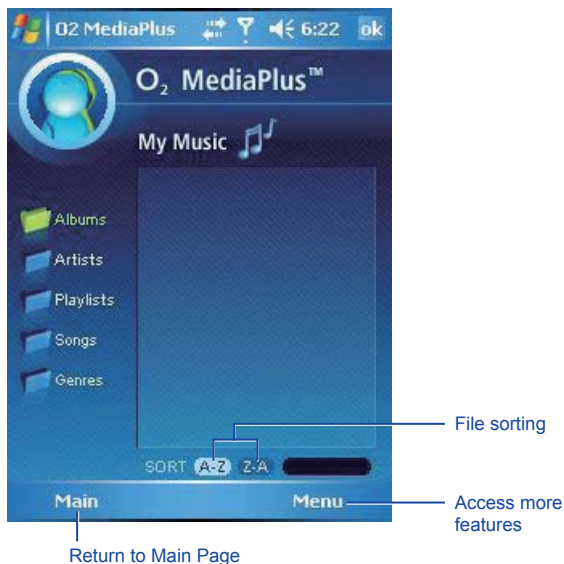 O2 MediaPlus 6:22 ok
O2 MediaPlus™
My Music
Albums
Artists
Playlists
Songs
Genres
SORT A-Z Z-A
Main Menu
File sorting
Access more
features
Return to Main Page